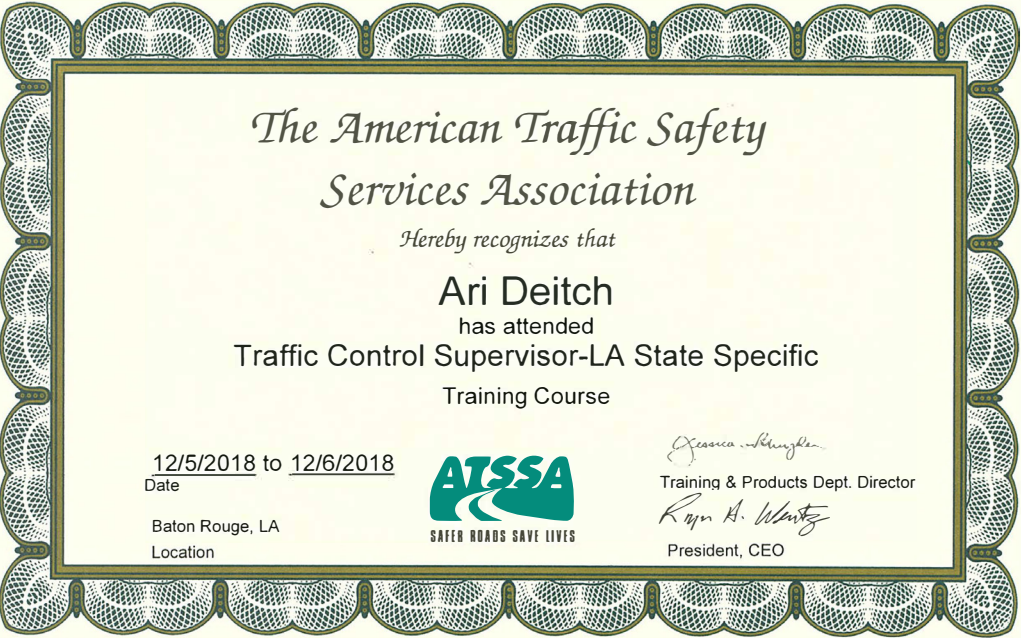 The American Traffic Safety
Services Association
Hereby recognizes that
Ari Deitch
has attended
Traffic Control Supervisor-LA State Specific
Training Course
12/5/2018 to 12/6/2018
Date
Baton Rouge, LA
Location
ATSSA
SAFER ROADS SAVE LIVES
Jessica
Training & Products Dept. Director
A. Wentz
President, CEO